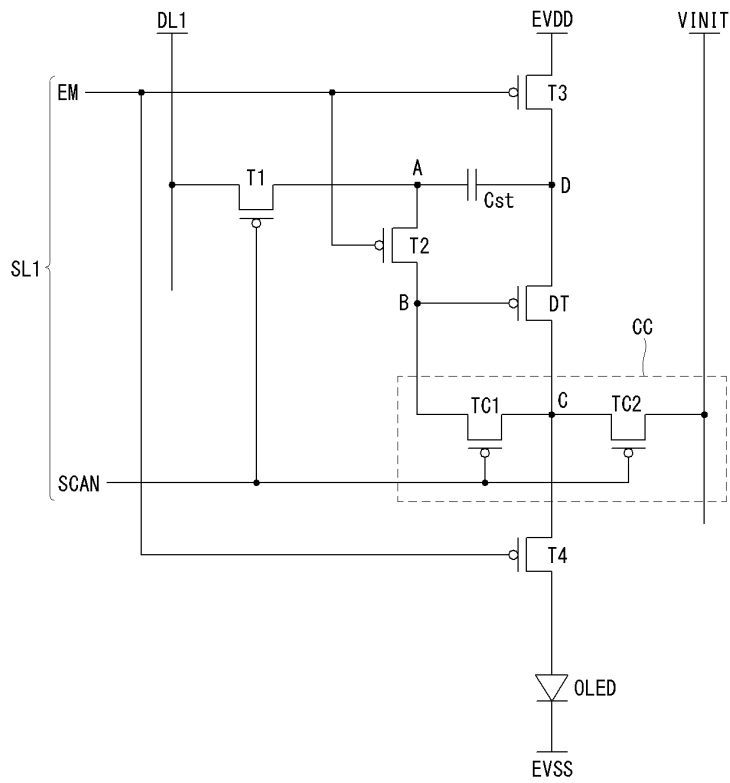 DL1
EVDD
VINIT
EM
T3
T1
A
D
Cst
T2
SL1
B
DT
CC
TC1
C
TC2
SCAN
T4
OLED
EVSS